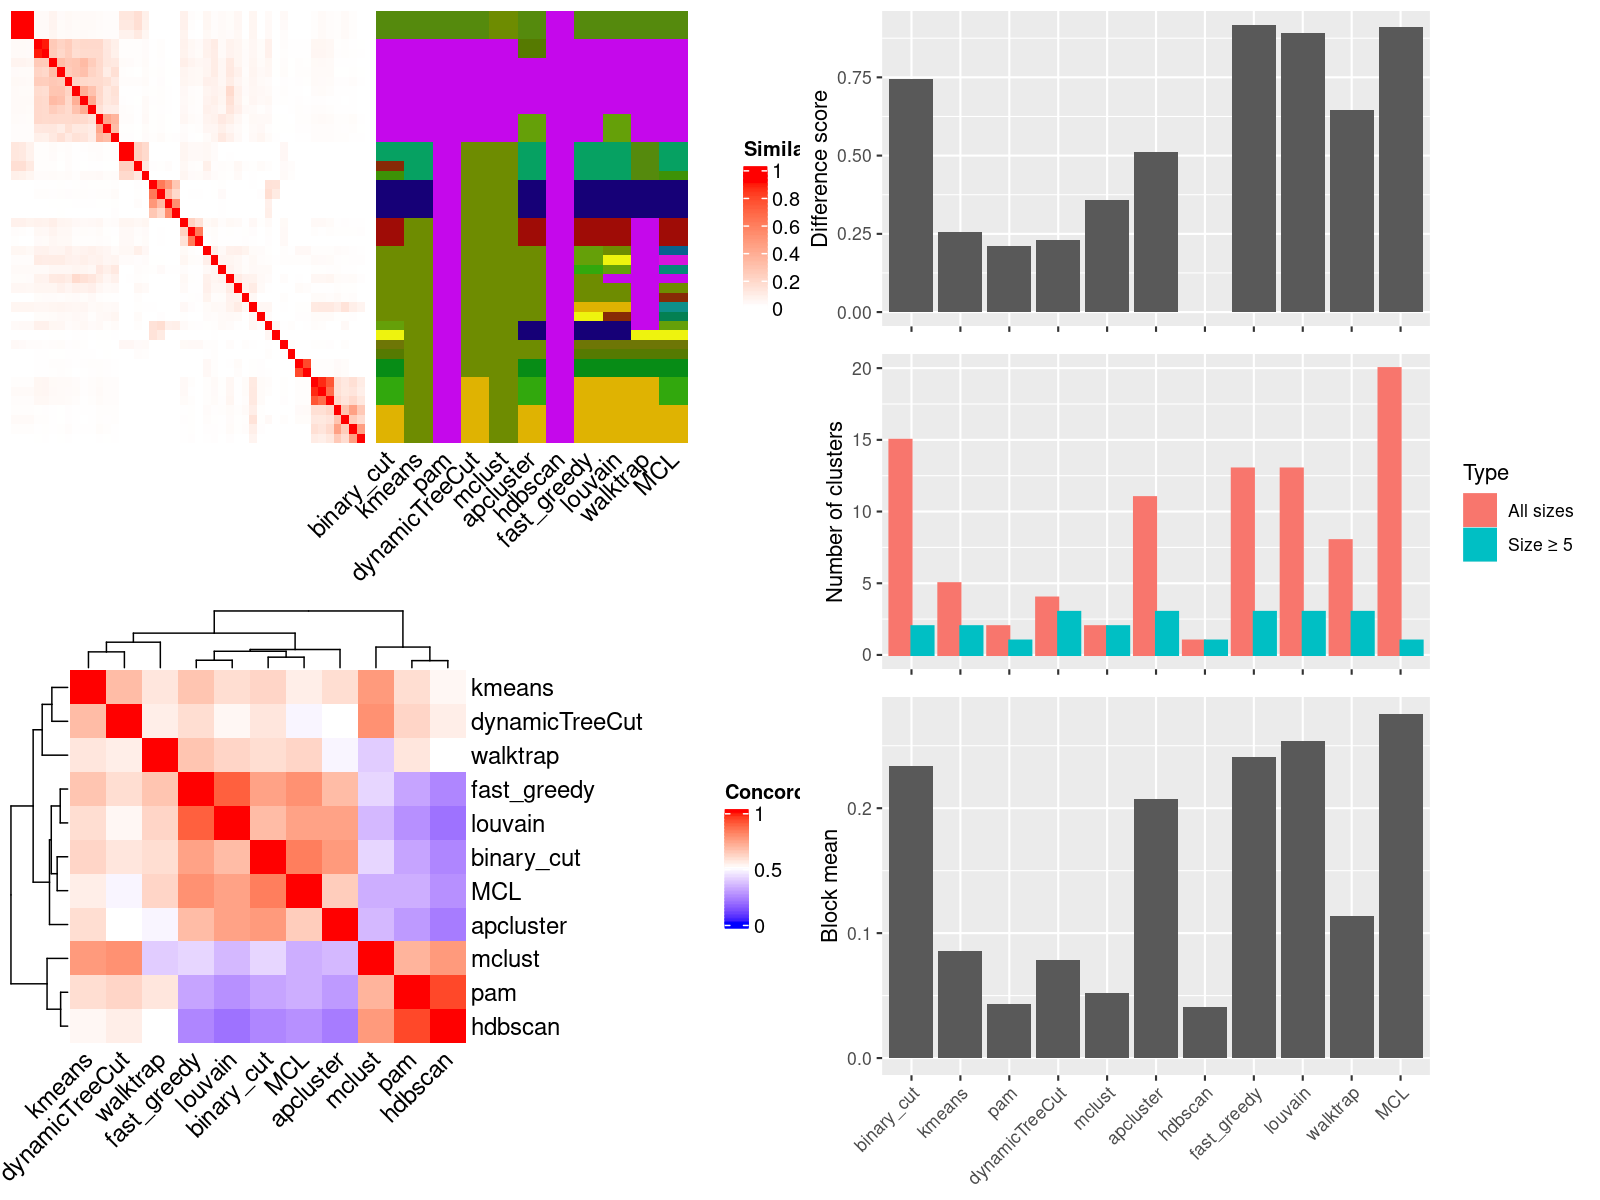 Simila
1
0.8
0.6
0.4
0.2
0
binary_cut
kmeans
pam
dynamicTreeCut
mclust
apcluster
hdbscan
fast_greedy
louvain
walktrap
MCL
Difference score
0.75
0.50
0.25
0.00
Number of clusters
20
15
10
5
0
Type
All sizes
Size ≥ 5
kmeans
dynamicTreeCut
walktrap
fast_greedy
louvain
binary_cut
MCL
apcluster
mclust
pam
hdbscan
kmeans
dynamicTreeCut
walktrap
fast_greedy
louvain
binary_cut
MCL
apcluster
mclust
pam
hdbscan
Concord
1
0.5
0
Block mean
0.2
0.1
0.0
binary_cut
kmeans
pam
dynamicTreeCut
mclust
apcluster
hdbscan
fast_greedy
louvain
walktrap
MCL